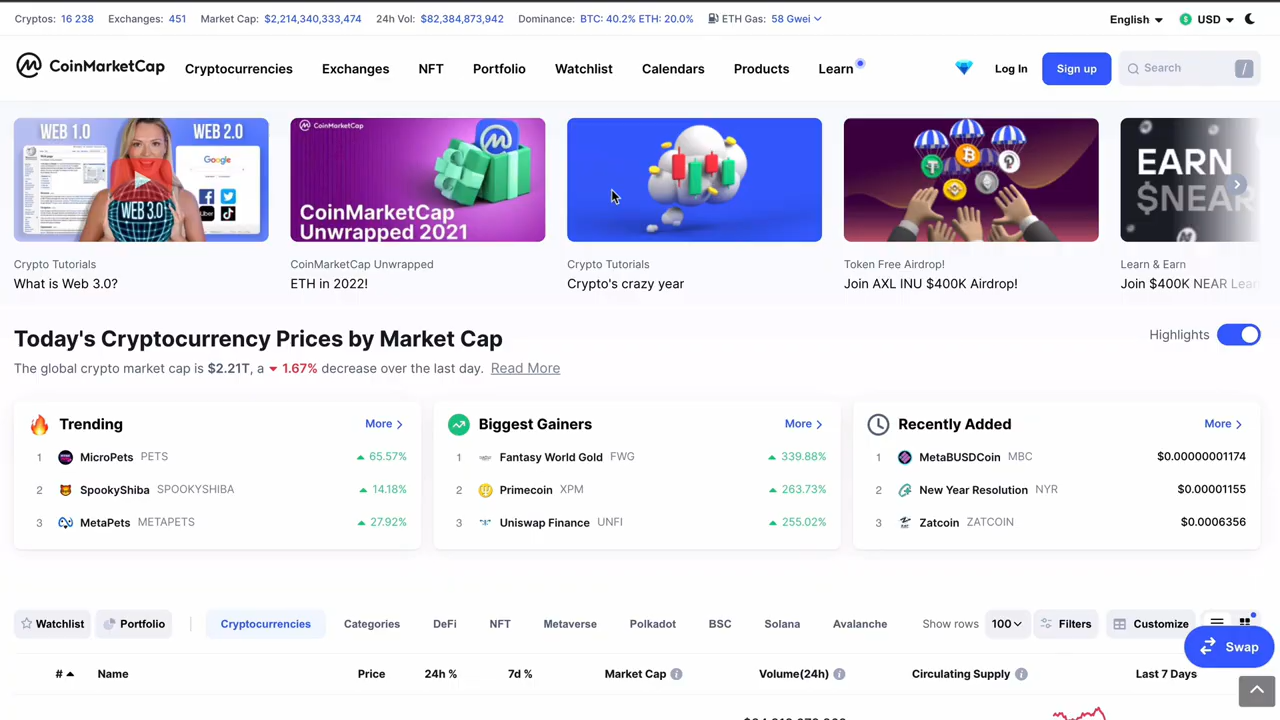 Cryptos: 16 238 Exchanges: 451 Market Cap: $2,214,340,333,474 24h Vol: $82,384,873,942 Dominance: BTC: 40.2% ETH: 20.0% ETH Gas: 58 Gwei English USD
CoinMarketCap Cryptocurrencies Exchanges NFT Portfolio Watchlist Calendars Products Learn Log In Sign up Search /
WEB 1.0 WEB 2.0
Google
WEB 3.0
CoinMarketCap
CoinMarketCap
Unwrapped 2021
EARN
$NEAR
Crypto Tutorials
What is Web 3.0?
CoinMarketCap Unwrapped
ETH in 2022!
Crypto Tutorials
Crypto's crazy year
Token Free Airdrop!
Join AXL INU $400K Airdrop!
Learn & Earn
Join $400K NEAR Lear
Today's Cryptocurrency Prices by Market Cap
Highlights
The global crypto market cap is $2.21T, a 1.67% decrease over the last day. Read More
Trending More
1 MicroPets PETS 65.57%
2 SpookyShiba SPOOKYSHIBA 14.18%
3 MetaPets METAPETS 27.92%
Biggest Gainers More
1 Fantasy World Gold FWG 339.88%
2 Primecoin XPM 263.73%
3 Uniswap Finance UNFI 255.02%
Recently Added More
1 MetaBUSDCoin MBC $0.00000001174
2 New Year Resolution NYR $0.00001155
3 Zatcoin ZATCOIN $0.0006356
Watchlist Portfolio Cryptocurrencies Categories DeFi NFT Metaverse Polkadot BSC Solana Avalanche Show rows 100 Filters Customize
Swap
# Name Price 24h % 7d % Market Cap Volume(24h) Circulating Supply Last 7 Days